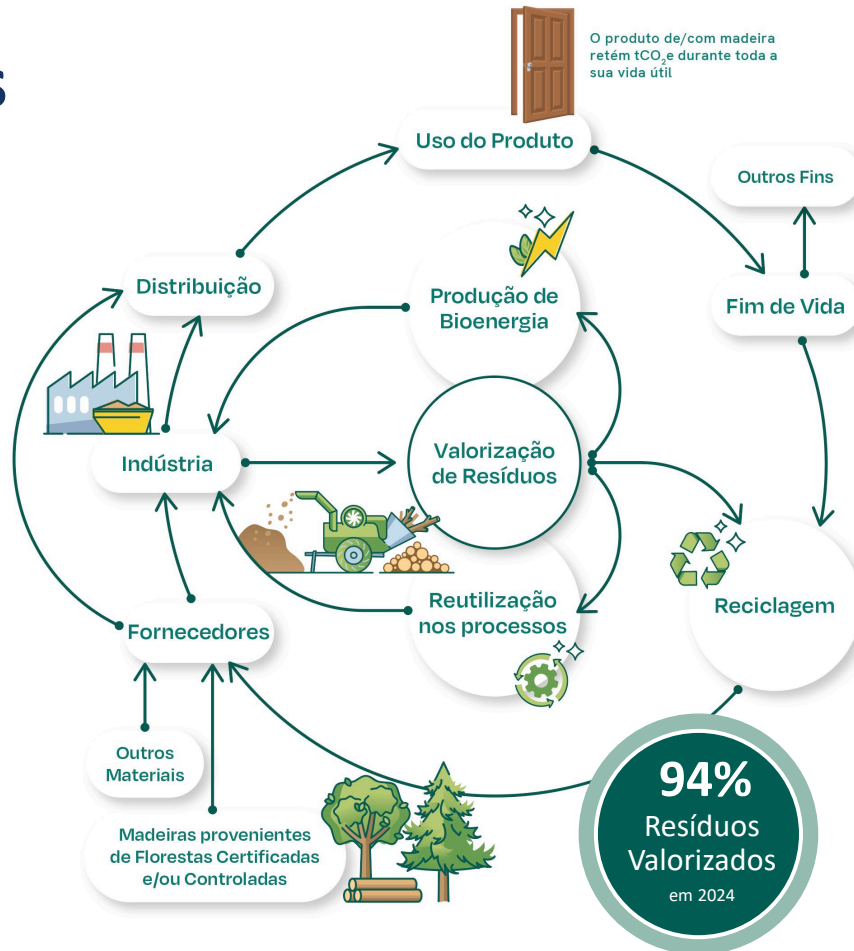 s
O produto de/com madeira
retém tCO₂e durante toda a
sua vida útil
Uso do Produto
Outros Fins
Distribuição
Produção de
Bioenergia
Fim de Vida
Indústria
Valorização
de Resíduos
Reutilização
nos processos
Reciclagem
Fornecedores
Outros
Materiais
Madeiras provenientes
de Florestas Certificadas
e/ou Controladas
94%
Resíduos
Valorizados
em 2024